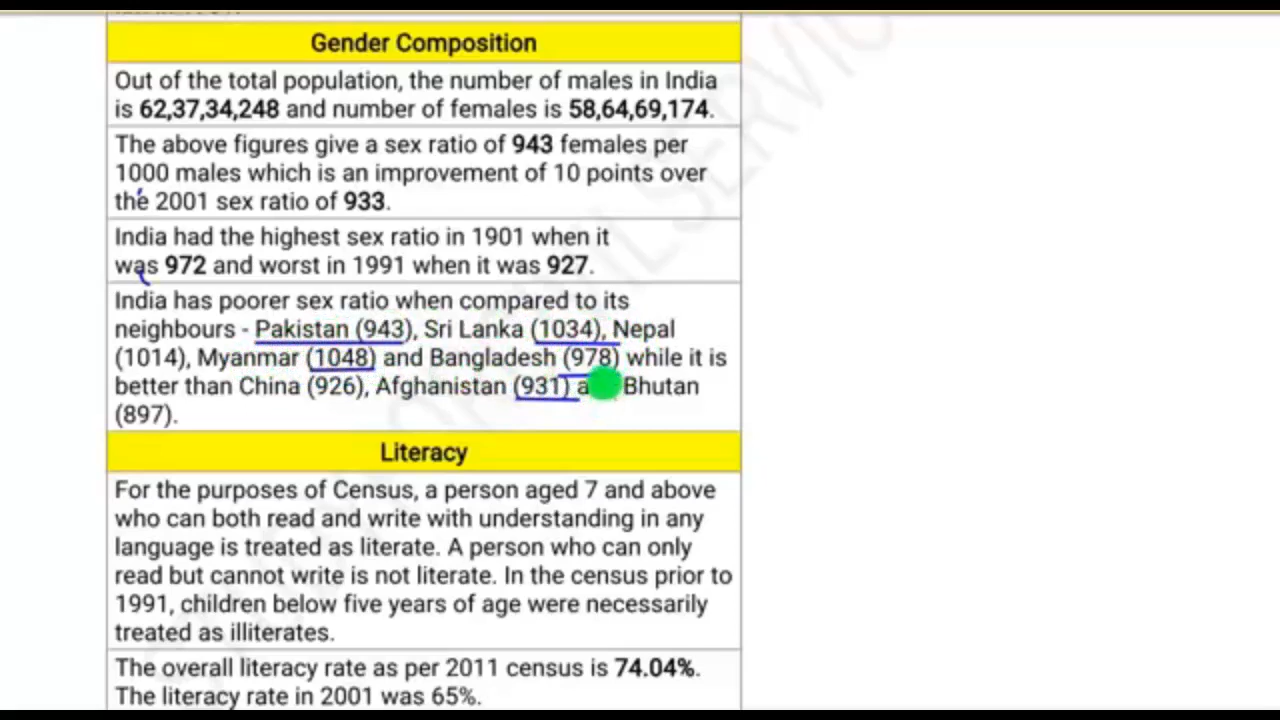 Gender Composition
Out of the total population, the number of males in India
is 62,37,34,248 and number of females is 58,64,69,174.
The above figures give a sex ratio of 943 females per
1000 males which is an improvement of 10 points over
the 2001 sex ratio of 933.
India had the highest sex ratio in 1901 when it
was 972 and worst in 1991 when it was 927.
India has poorer sex ratio when compared to its
neighbours - Pakistan (943), Sri Lanka (1034), Nepal
(1014), Myanmar (1048) and Bangladesh (978) while it is
better than China (926), Afghanistan (931) Bhutan
(897).
Literacy
For the purposes of Census, a person aged 7 and above
who can both read and write with understanding in any
language is treated as literate. A person who can only
read but cannot write is not literate. In the census prior to
1991, children below five years of age were necessarily
treated as illiterates.
The overall literacy rate as per 2011 census is 74.04%.
The literacy rate in 2001 was 65%.